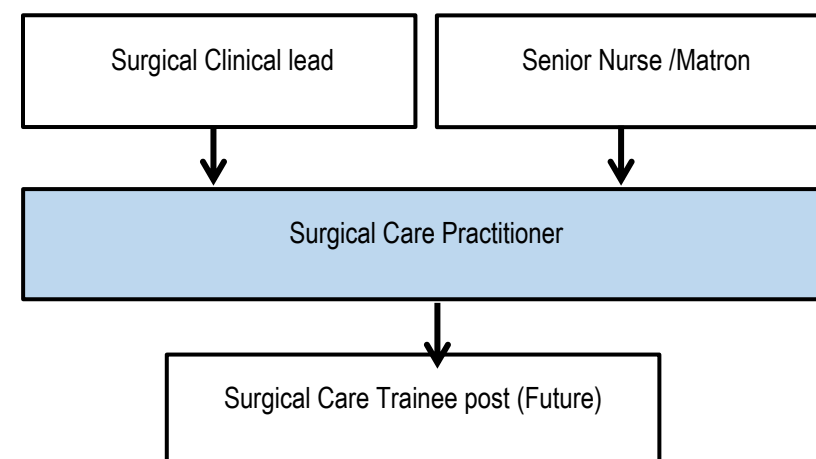 Surgical Clinical lead
Senior Nurse /Matron
Surgical Care Practitioner
Surgical Care Trainee post (Future)